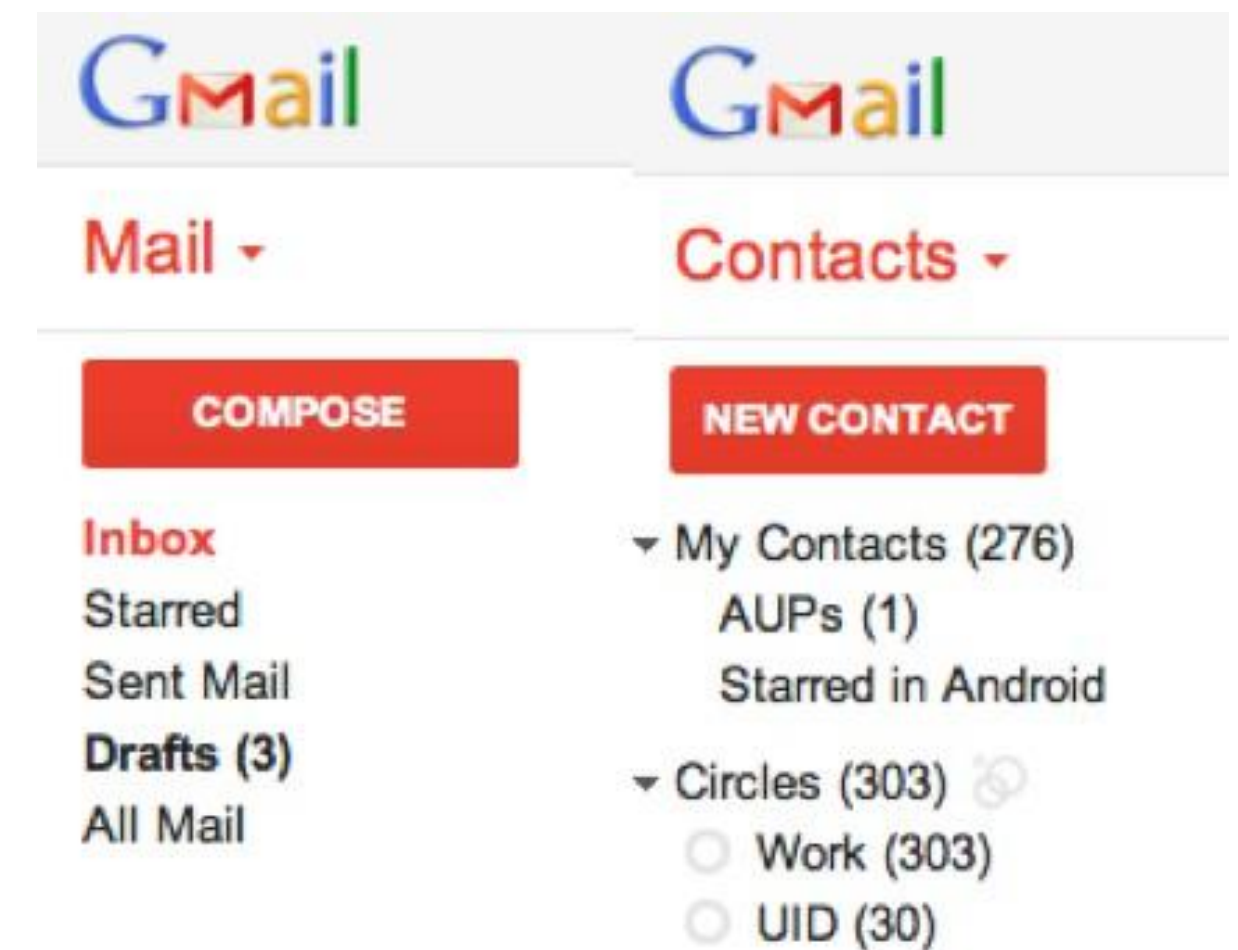 Gmail
Mail
COMPOSE
Inbox
Starred
Sent Mail
Drafts (3)
All Mail
Gmail
Contacts
NEW CONTACT
My Contacts (276)
AUPs (1)
Starred in Android
Circles (303)
Work (303)
UID (30)